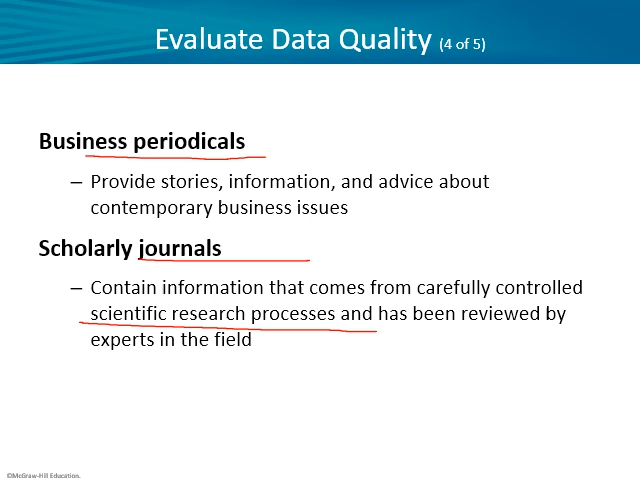 Evaluate Data Quality (4 of 5)
Business periodicals
– Provide stories, information, and advice about
contemporary business issues
Scholarly journals
– Contain information that comes from carefully controlled
scientific research processes and has been reviewed by
experts in the field
©McGraw-Hill Education.